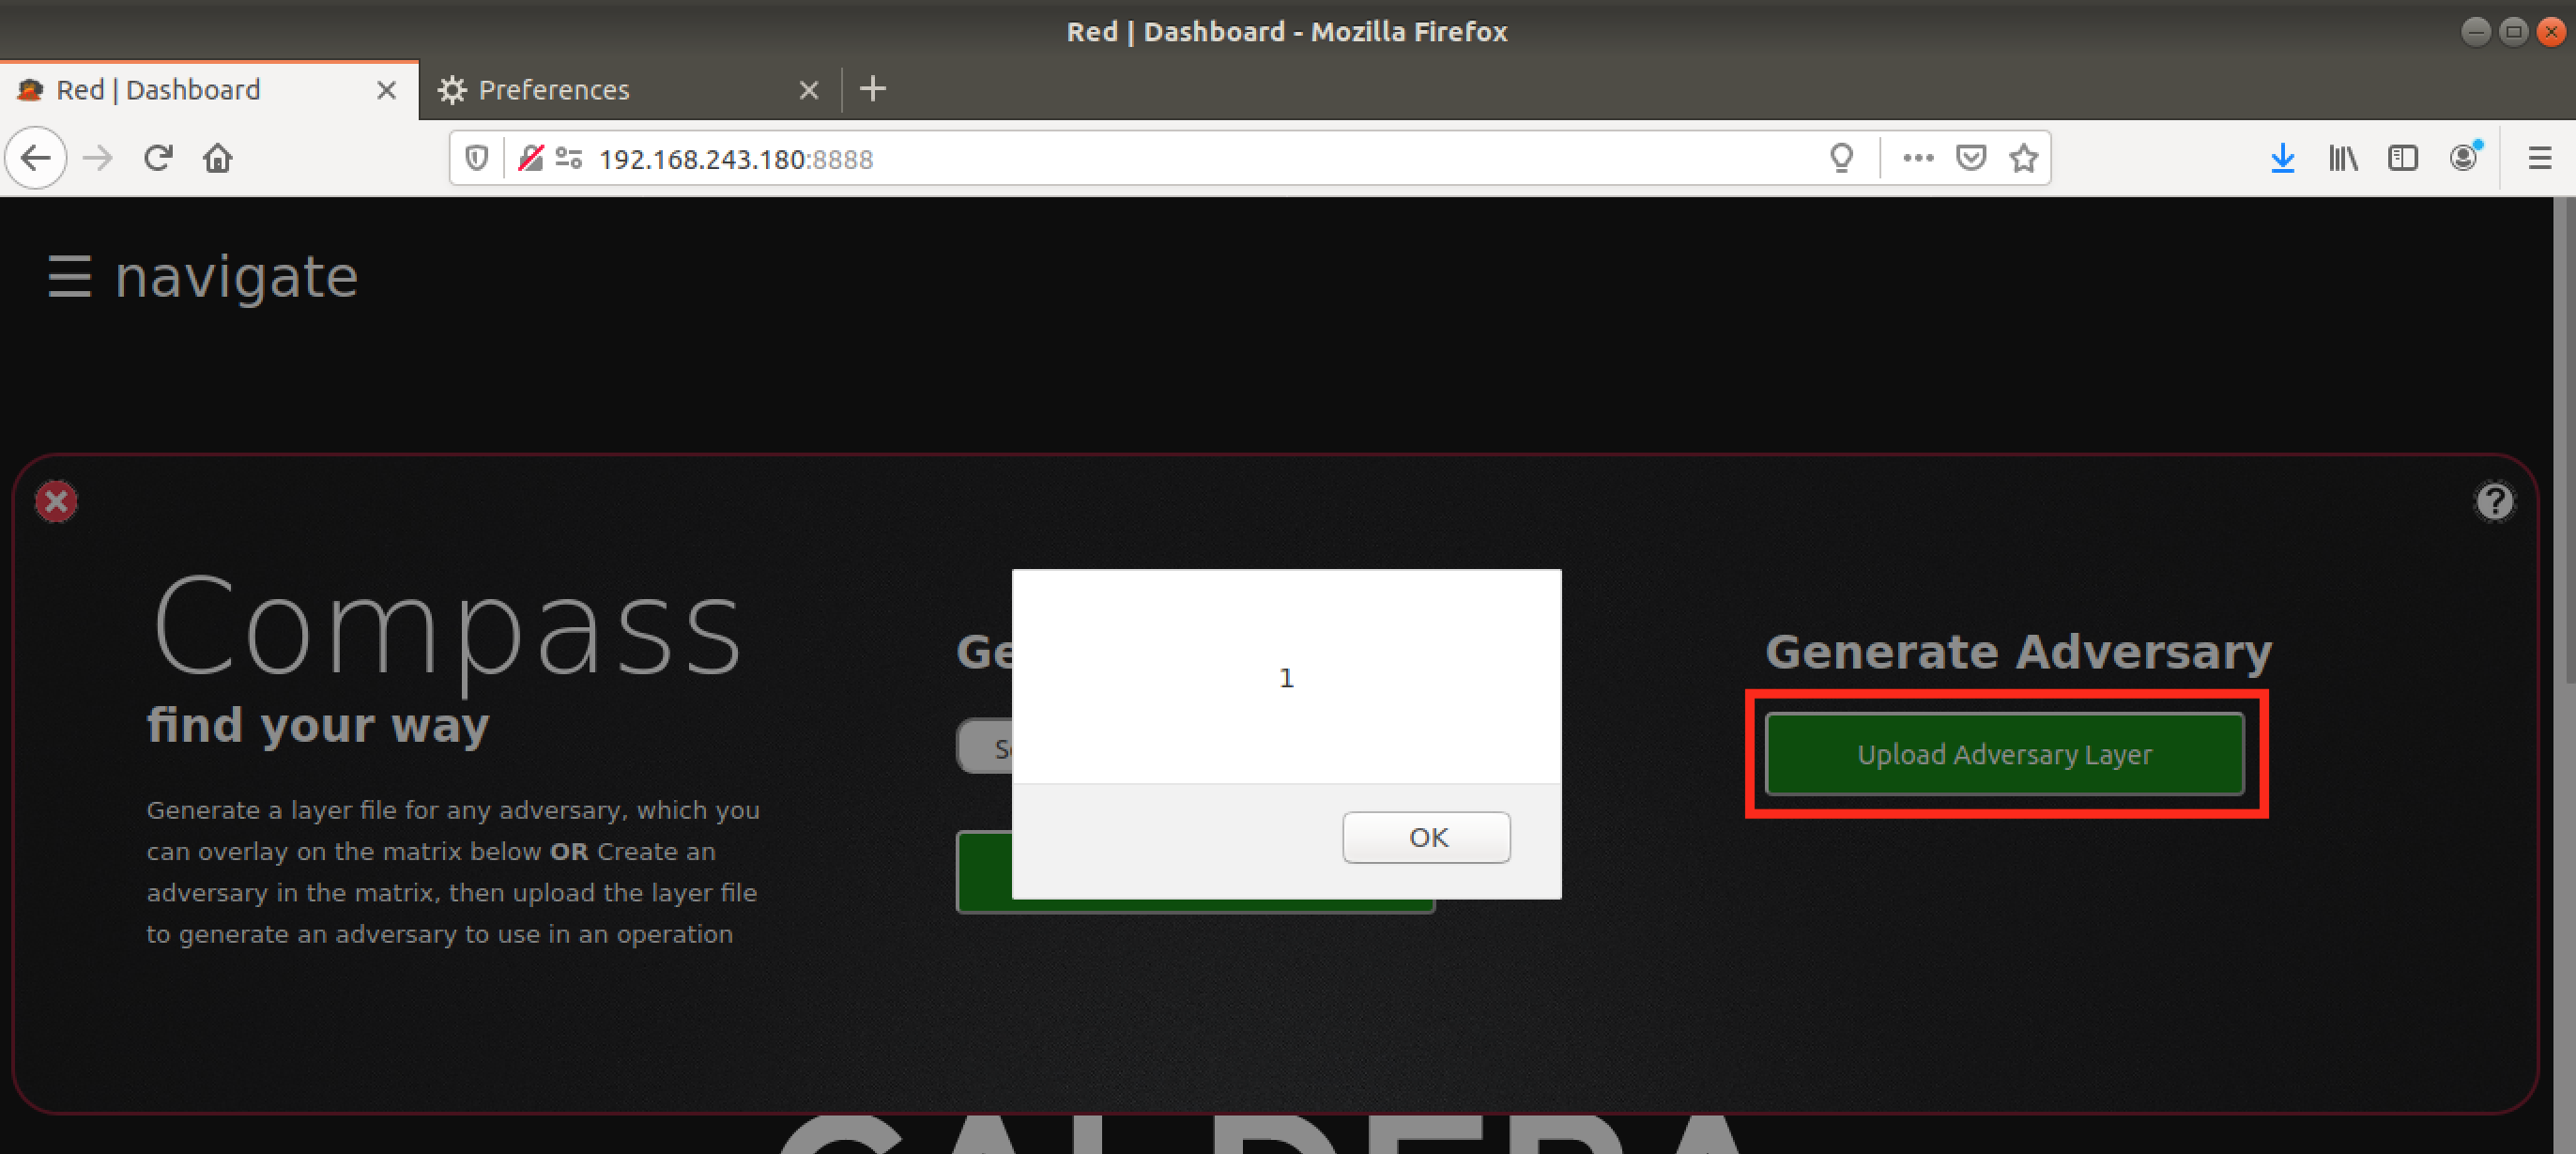 Red | Dashboard - Mozilla Firefox
Red | Dashboard
Preferences
192.168.243.180:8888
☰ navigate
Compass
find your way
Generate a layer file for any adversary, which you
can overlay on the matrix below OR Create an
adversary in the matrix, then upload the layer file
to generate an adversary to use in an operation
Ge
S
1
OK
Generate Adversary
Upload Adversary Layer
CALDERA